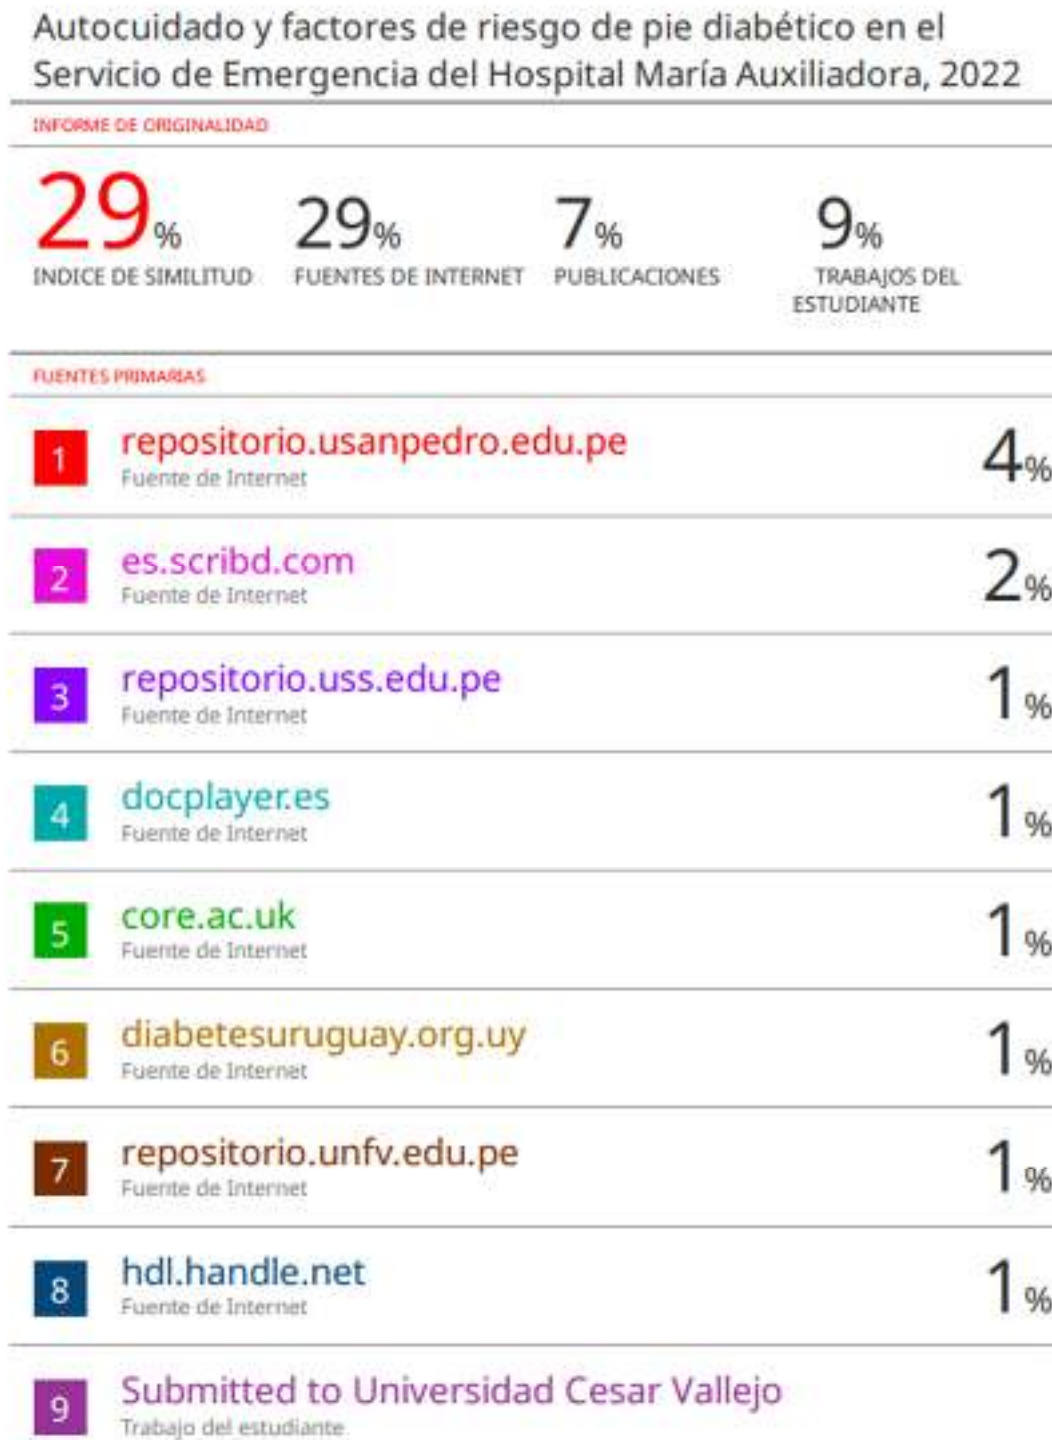 Autocuidado y factores de riesgo de pie diabético en el
Servicio de Emergencia del Hospital María Auxiliadora, 2022
INFORME DE ORIGINALIDAD
29% 29% 7% 9%
INDICE DE SIMILITUD FUENTES DE INTERNET PUBLICACIONES TRABAJOS DEL
ESTUDIANTE
FUENTES PRIMARIAS
1 repositorio.usanpedro.edu.pe 4%
Fuente de Internet
2 es.scribd.com 2%
Fuente de Internet
3 repositorio.uss.edu.pe 1%
Fuente de Internet
4 docplayer.es 1%
Fuente de Internet
5 core.ac.uk 1%
Fuente de Internet
6 diabetesuruguay.org.uy 1%
Fuente de Internet
7 repositorio.unfv.edu.pe 1%
Fuente de Internet
8 hdl.handle.net 1%
Fuente de Internet
9 Submitted to Universidad Cesar Vallejo
Trabajo del estudiante